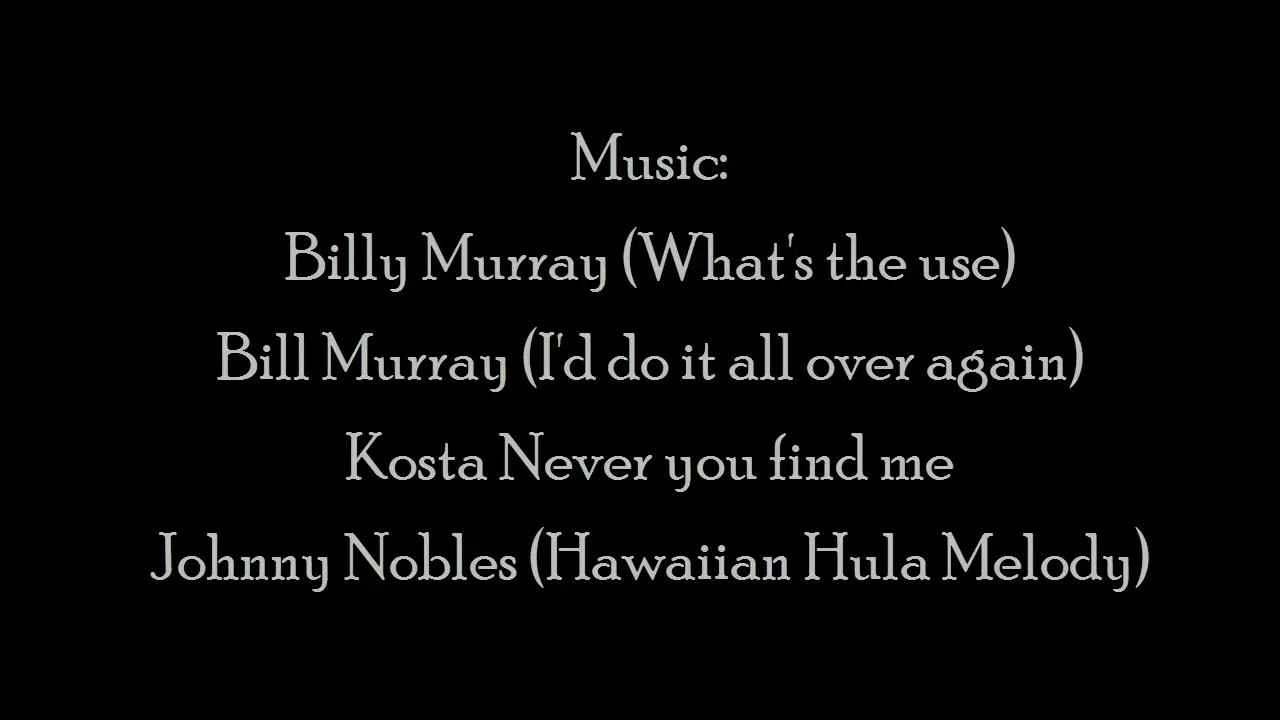 Music:
Billy Murray (What's the use)
Bill Murray (I'd do it all over again)
Kosta Never you find me
Johnny Nobles (Hawaiian Hula Melody)